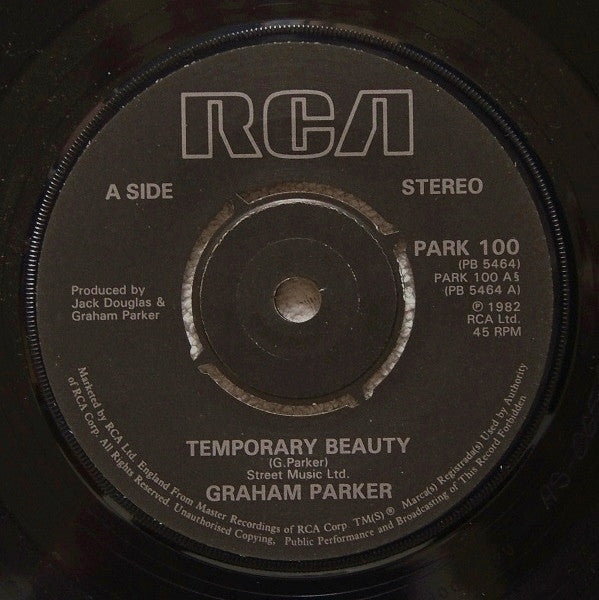 RCA
A SIDE
STEREO
PARK 100
(PB 5464)
PARK 100 A§
(PB 5464 A)
Ⓟ 1982
RCA Ltd.
45 RPM
Produced by
Jack Douglas &
Graham Parker
TEMPORARY BEAUTY
(G.Parker)
Street Music Ltd.
GRAHAM PARKER
Marketed by RCA Ltd. England From Master Recordings of RCA Corp. TM(S)® Marca(s) Registrada(s) Used by Authority
of RCA Corp. All Rights Reserved. Unauthorised Copying, Public Performance and Broadcasting of This Record Forbidden